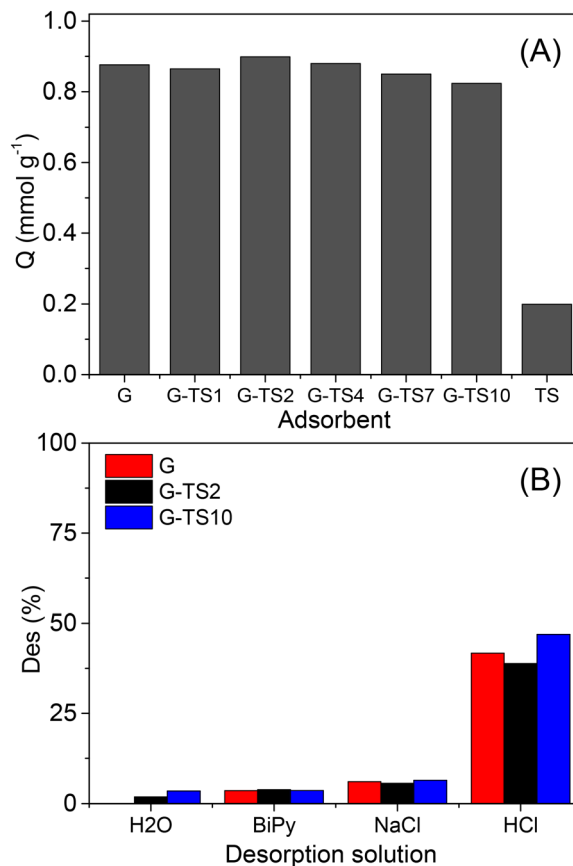 (A)
1.0
0.8
0.6
0.4
0.2
0.0
Q (mmol g⁻¹)
G G-TS1 G-TS2 G-TS4 G-TS7 G-TS10 TS
Adsorbent
(B)
G
G-TS2
G-TS10
100
75
50
25
0
Des (%)
H2O BiPy NaCl HCl
Desorption solution